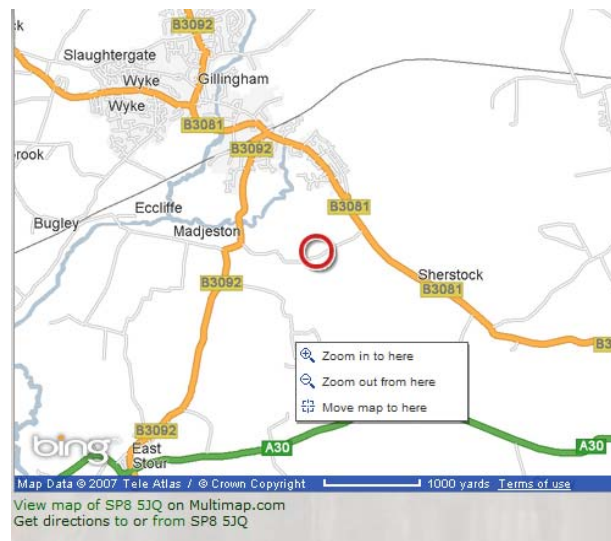 B3092
Slaughtergate
Wyke
Gillingham
Wyke
B3081
B3092
brook
Eccliffe
B3081
Bugley
Madjeston
Sherstock
B3092
B3081
Zoom in to here
Zoom out from here
Move map to here
B3092
bing
East
Stour
A30
A30
Map Data © 2007 Tele Atlas / © Crown Copyright 1000 yards Terms of use
View map of SP8 5JQ on Multimap.com
Get directions to or from SP8 5JQ